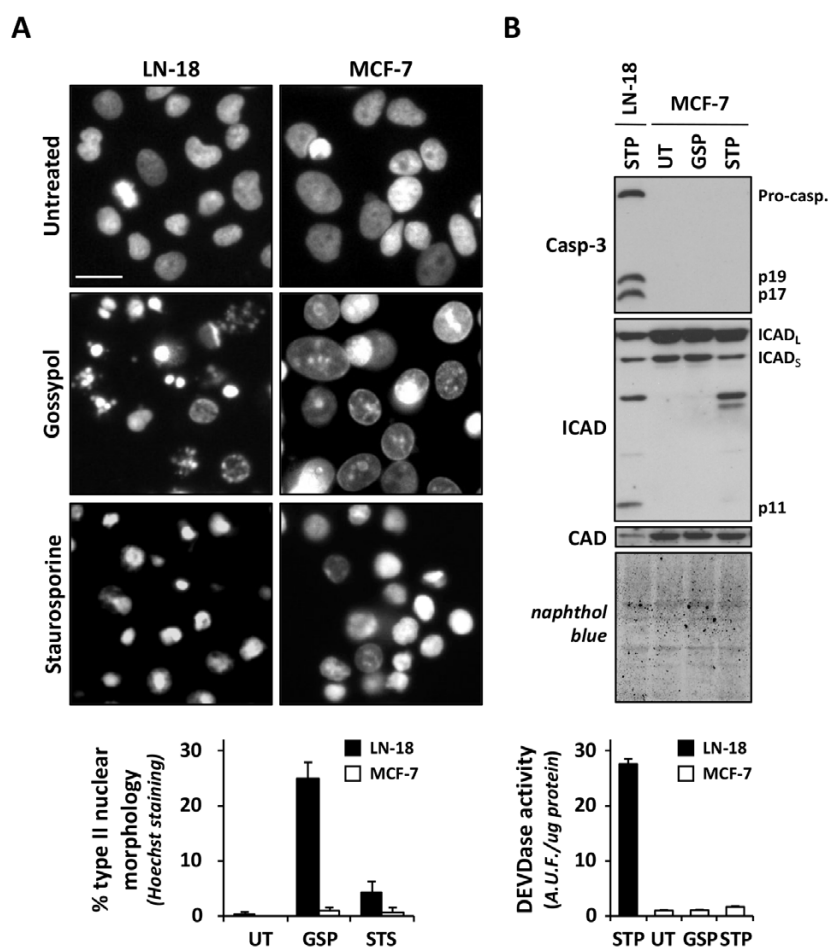 A
LN-18
MCF-7
Untreated
Gossypol
Staurosporine
% type II nuclear
morphology
(Hoechst staining)
30
20
10
0
LN-18
MCF-7
UT
GSP
STS
B
LN-18
MCF-7
STP
UT
GSP
STP
Casp-3
Pro-casp.
p19
p17
ICAD
ICADL
ICADS
p11
CAD
naphthol
blue
DEVDase activity
(A.U.F./ug protein)
30
20
10
0
LN-18
MCF-7
STP
UT
GSP
STP